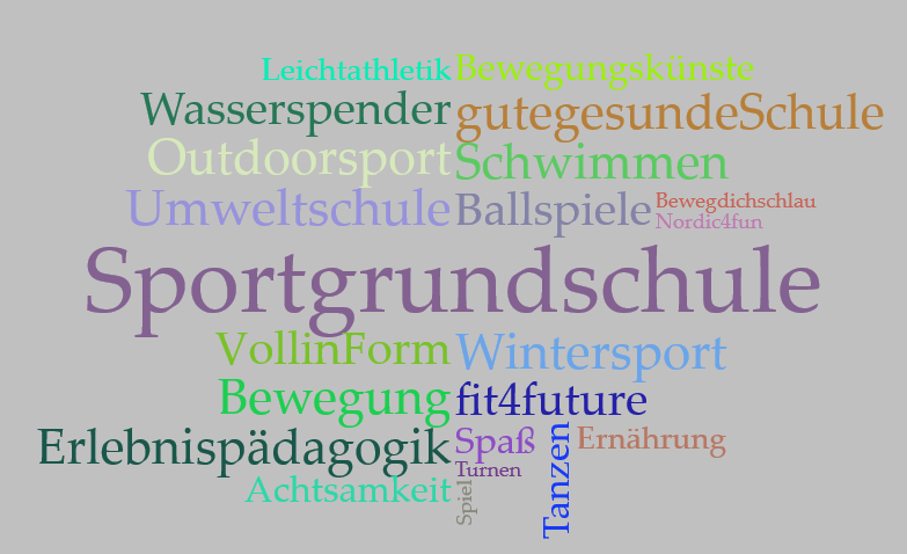 Leichtathletik Bewegungskünste
Wasserspender gutegesundeSchule
Outdoorsport Schwimmen
Umweltschule Ballspiele Bewegdichschlau
Nordic4fun
Sportgrundschule
VollinForm Wintersport
Bewegung fit4future
Erlebnispädagogik Spaß Ernährung
Turnen
Achtsamkeit
Spiel
Tanzen